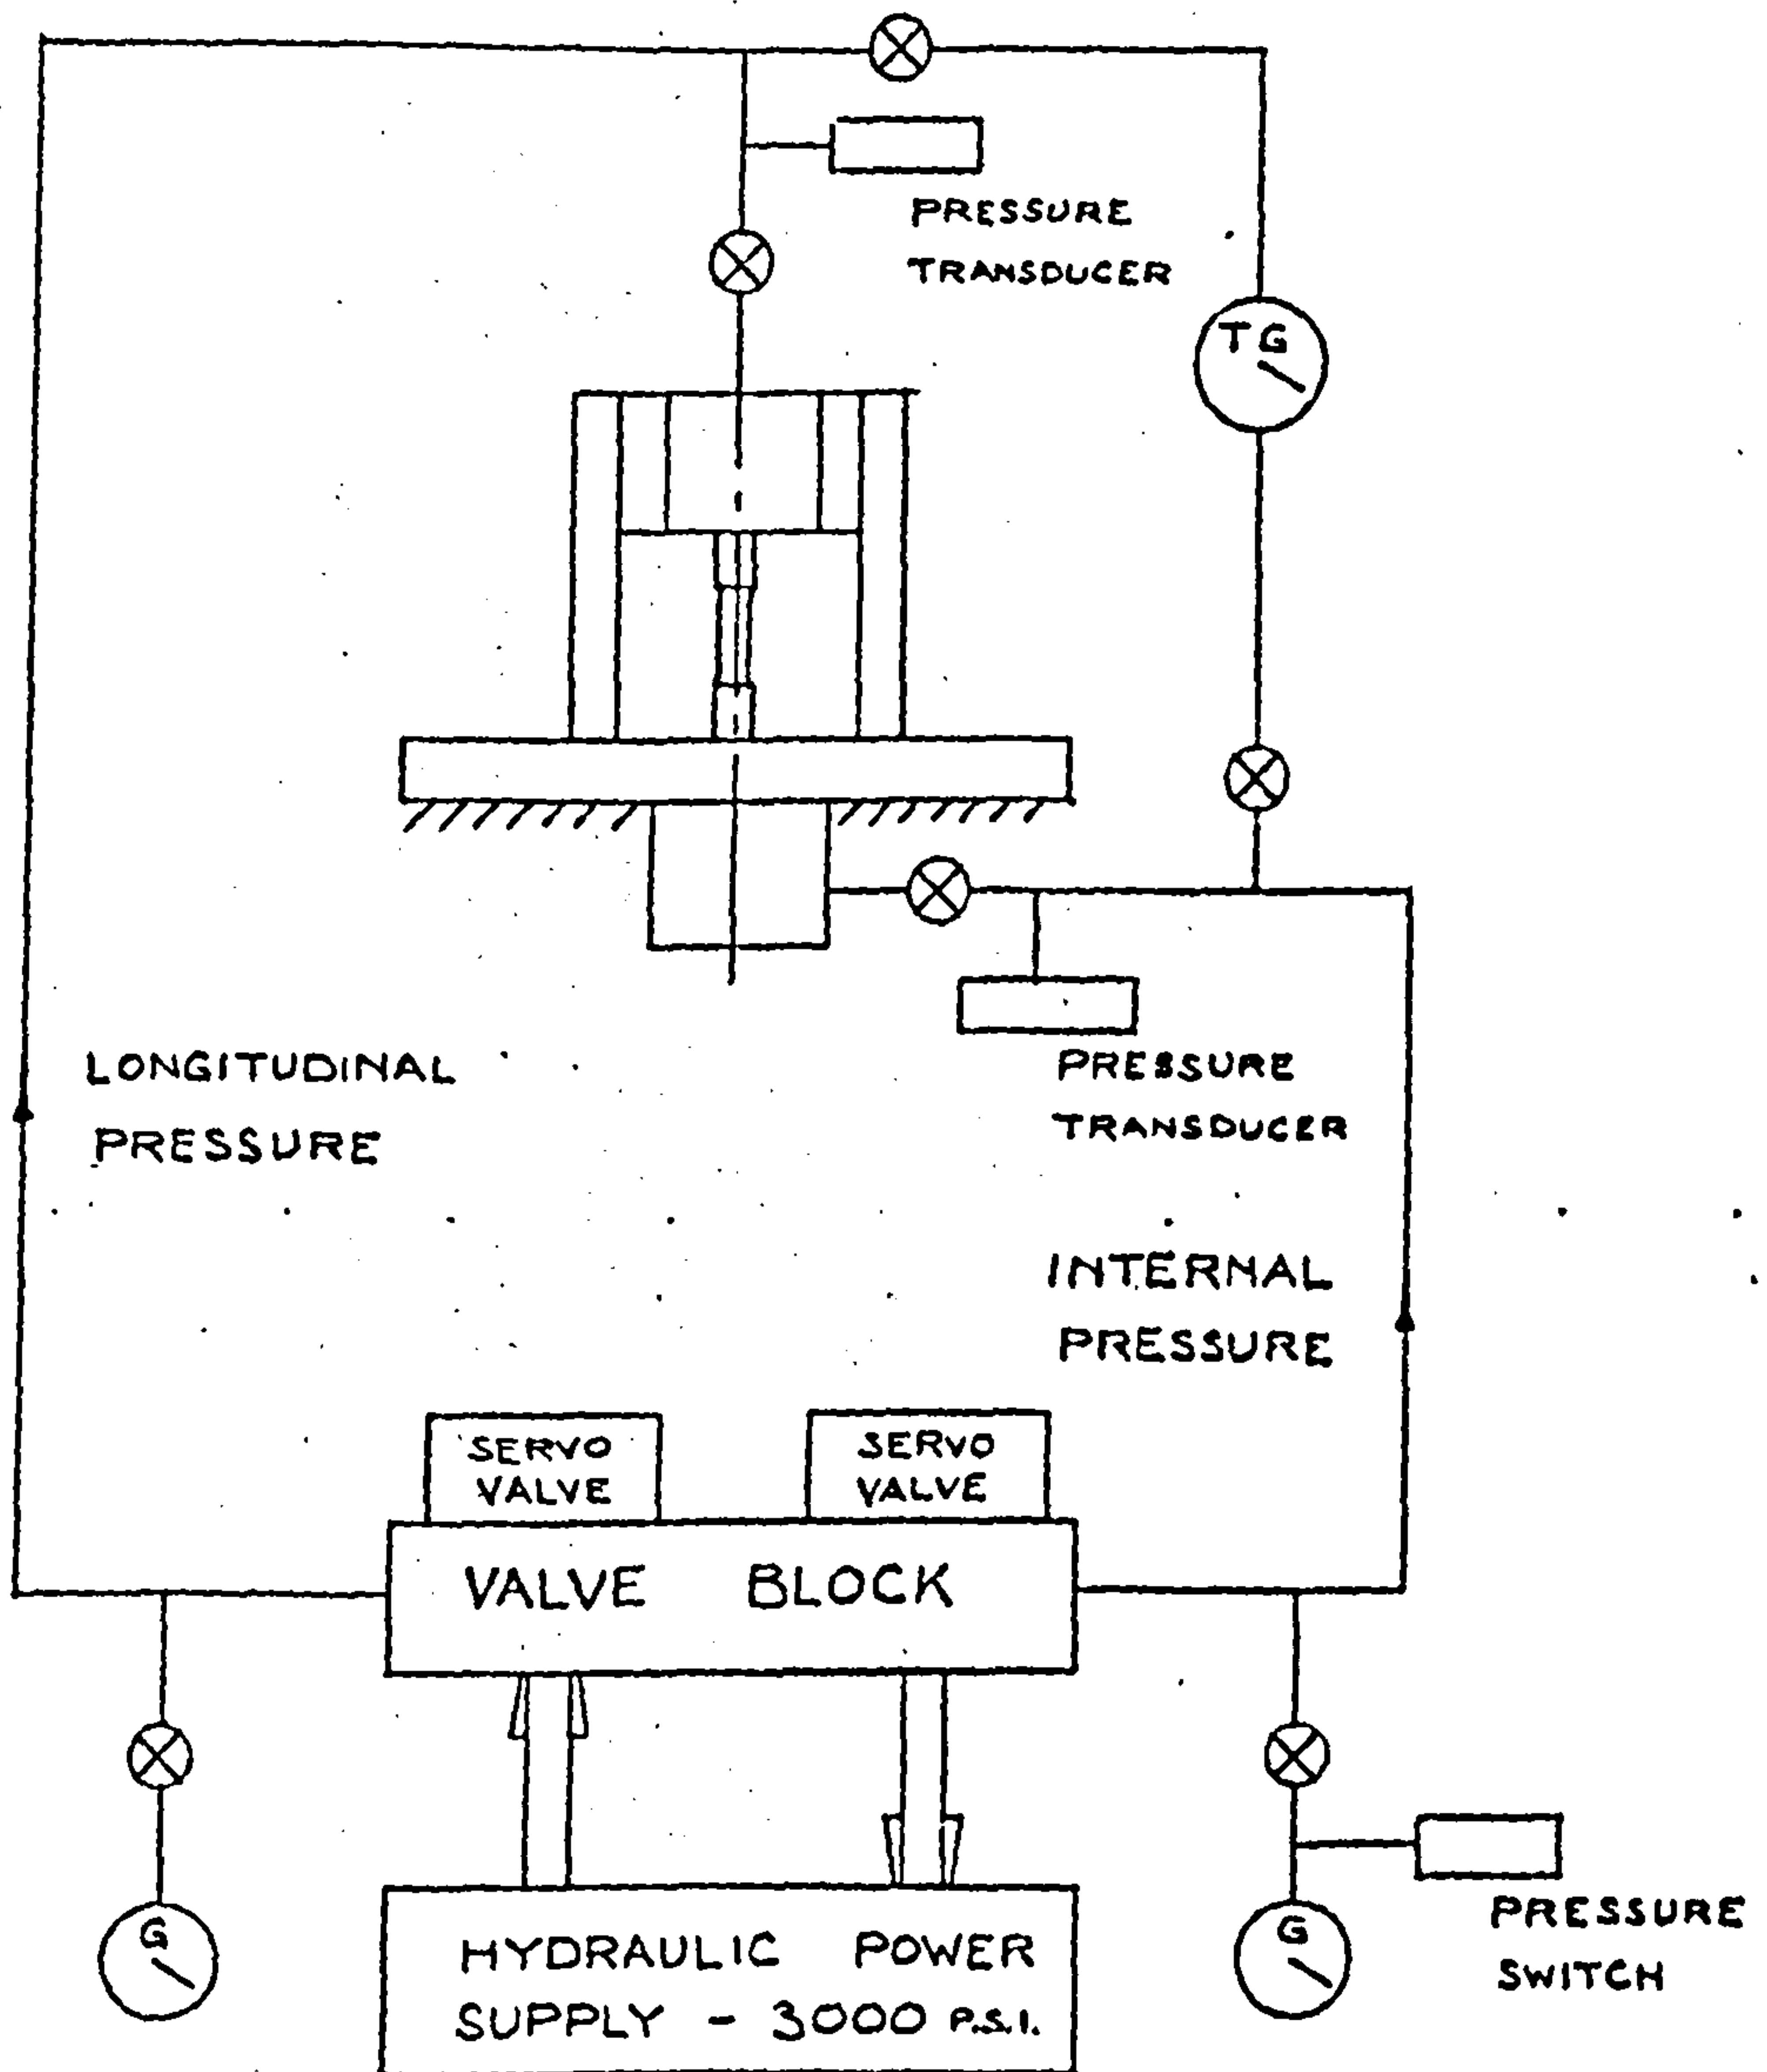 PRESSURE
TRANSDUCER
TG
LONGITUDINAL
PRESSURE
PRESSURE
TRANSDUCER
INTERNAL
PRESSURE
SERVO
VALVE
SERVO
VALVE
VALVE BLOCK
G
G
PRESSURE
SWITCH
HYDRAULIC POWER
SUPPLY - 3000 P.S.I.